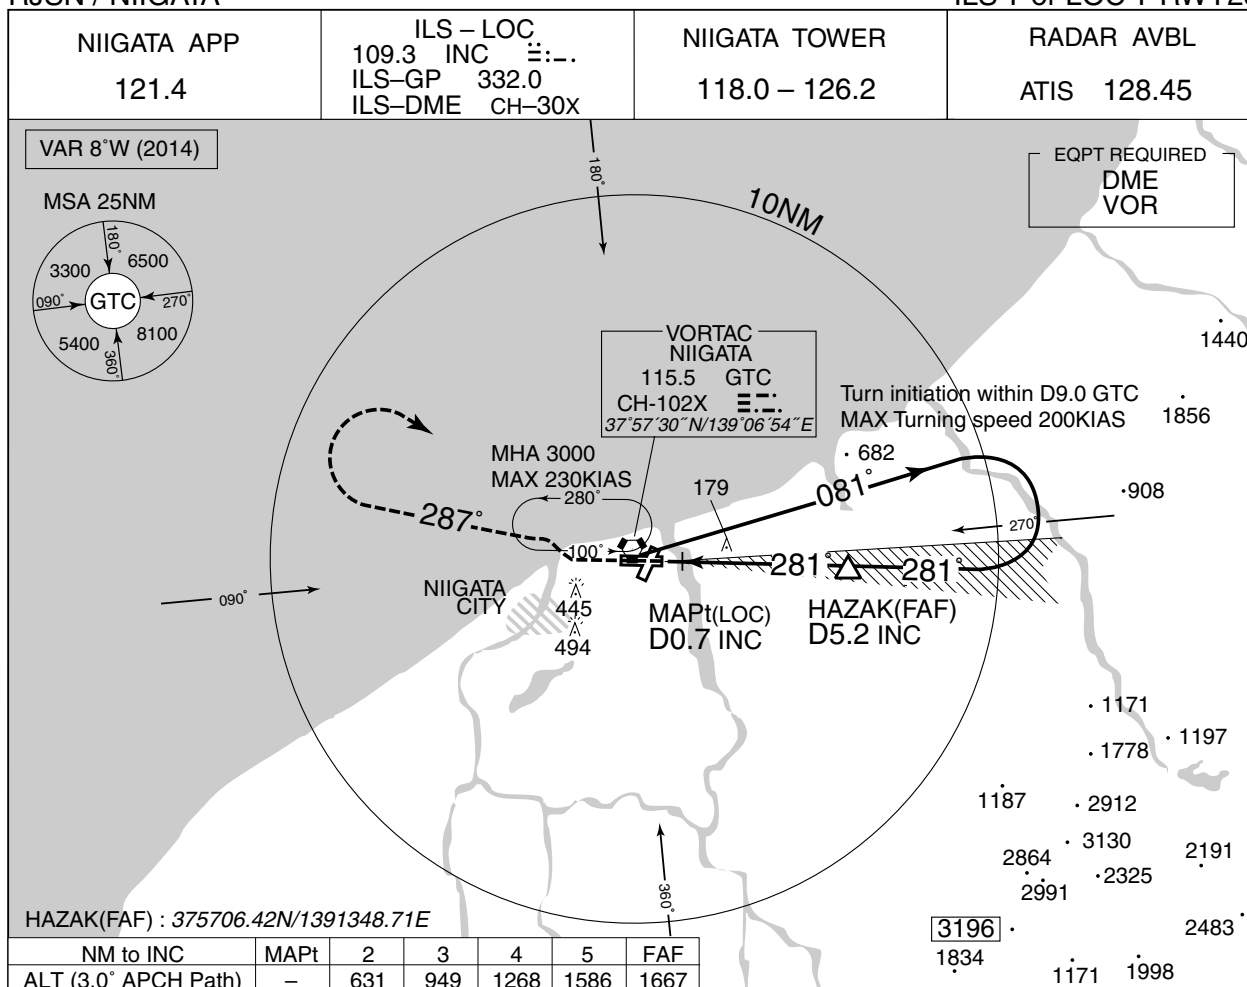 RJSN / NIIGATA
ILS Y or LOC Y RWY28
NIIGATA APP
121.4
ILS – LOC
109.3 INC
ILS–GP 332.0
ILS–DME CH–30X
NIIGATA TOWER
118.0 – 126.2
RADAR AVBL
ATIS 128.45
VAR 8°W (2014)
MSA 25NM
180°
3300
6500
090°
GTC
270°
5400
8100
360°
180°
10NM
EQPT REQUIRED
DME
VOR
1440
VORTAC
NIIGATA
115.5 GTC
CH-102X
37°57′30″N/139°06′54″E
Turn initiation within D9.0 GTC
MAX Turning speed 200KIAS
1856
682
MHA 3000
MAX 230KIAS
280°
179
081°
908
287°
270°
100°
281°
281°
090°
NIIGATA
CITY
445
494
MAPt(LOC)
D0.7 INC
HAZAK(FAF)
D5.2 INC
1171
1197
1778
1187
2912
3130
2864
2191
2325
2991
360°
3196
2483
1834
1171
1998
HAZAK(FAF) : 375706.42N/1391348.71E
NM to INC MAPt 2 3 4 5 FAF
ALT (3.0° APCH Path) – 631 949 1268 1586 1667